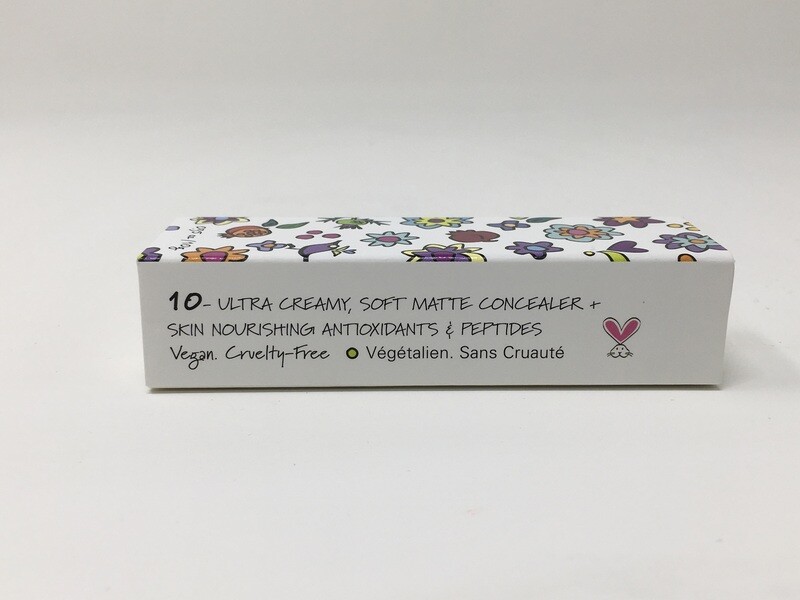 10- ULTRA CREAMY, SOFT MATTE CONCEALER +
SKIN NOURISHING ANTIOXIDANTS & PEPTIDES
Vegan. Cruelty-Free Végétalien. Sans Cruauté